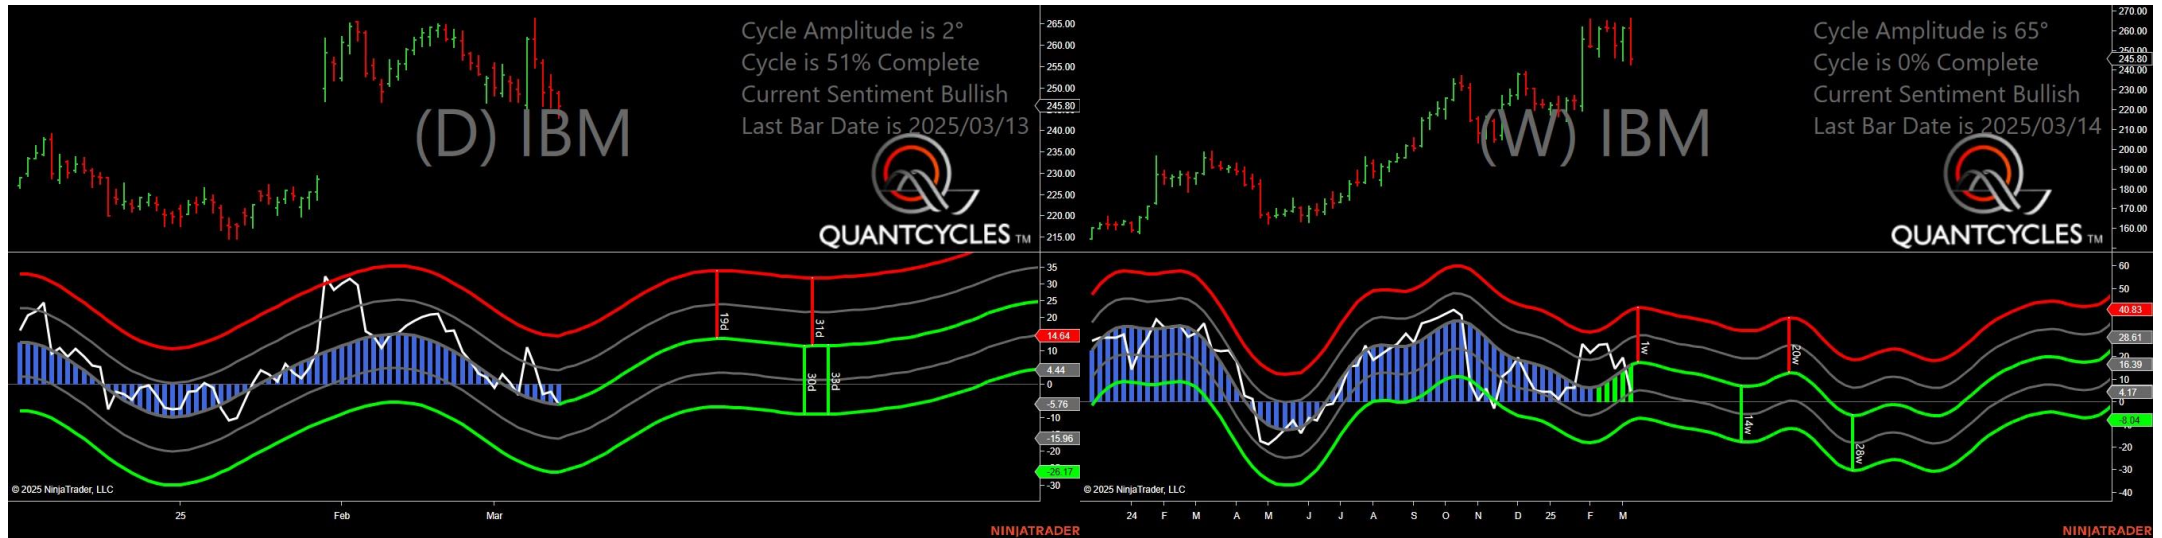 Cycle Amplitude is 2°
Cycle is 51% Complete
Current Sentiment Bullish
Last Bar Date is 2025/03/13
(D) IBM
QUANTCYCLES TM
265.00
260.00
255.00
250.00
245.80
240.00
235.00
230.00
225.00
220.00
215.00
35
30
25
20
14.64
10
4.44
0
-5.76
-10
-15.96
-20
-26.17
-30
19d
31d
30d
33d
© 2025 NinjaTrader, LLC
25
Feb
Mar
NINJATRADER
Cycle Amplitude is 65°
Cycle is 0% Complete
Current Sentiment Bullish
Last Bar Date is 2025/03/14
(W) IBM
QUANTCYCLES TM
270.00
260.00
250.00
245.80
240.00
230.00
220.00
210.00
200.00
190.00
180.00
170.00
160.00
60
50
40.83
28.61
20
16.39
10
4.17
0
-8.04
-20
-30
-40
1w
20w
14w
28w
© 2025 NinjaTrader, LLC
24 F M A M J J A S O N D 25 F M
NINJATRADER